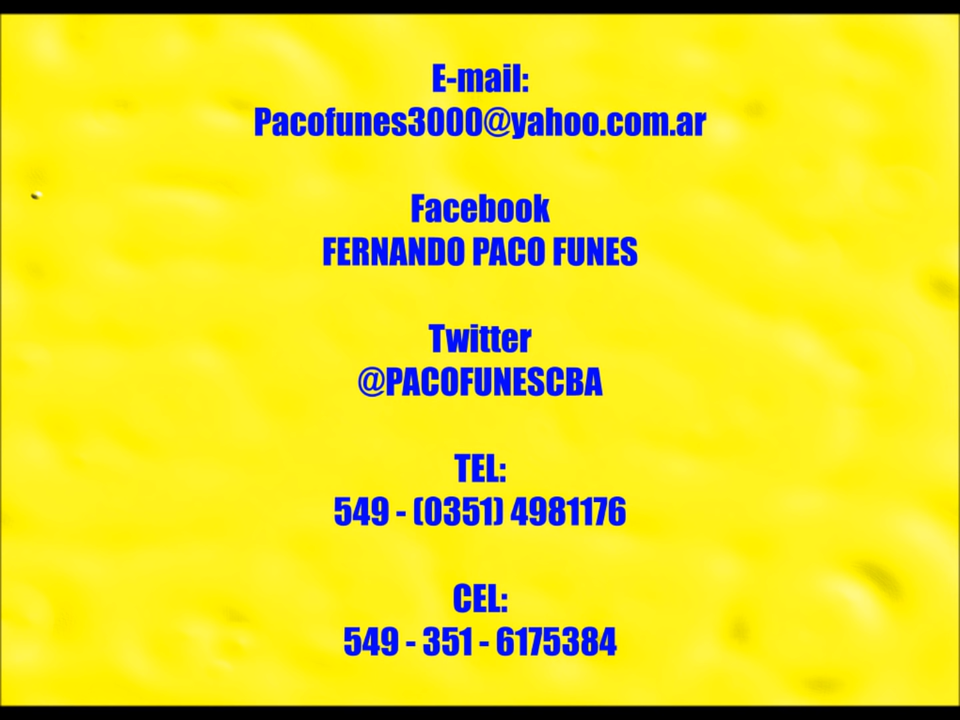 E-mail:
Pacofunes3000@yahoo.com.ar
Facebook
FERNANDO PACO FUNES
Twitter
@PACOFUNESCBA
TEL:
549 - (0351) 4981176
CEL:
549 - 351 - 6175384